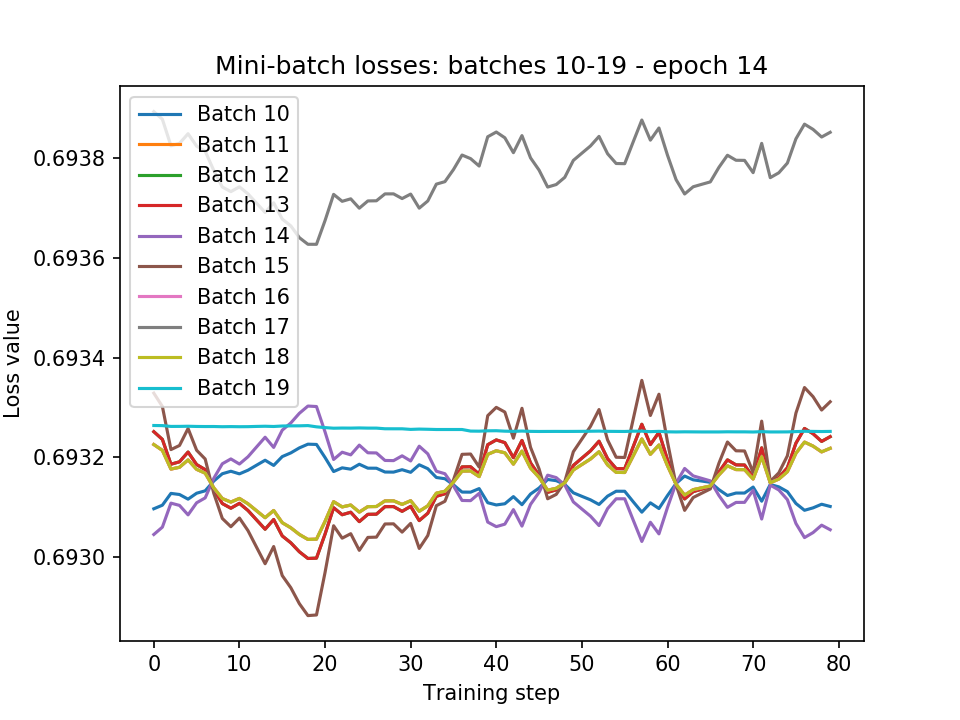 Mini-batch losses: batches 10-19 - epoch 14
Batch 10
Batch 11
Batch 12
Batch 13
Batch 14
Batch 15
Batch 16
Batch 17
Batch 18
Batch 19
0.6938
0.6936
0.6934
0.6932
0.6930
Loss value
0 10 20 30 40 50 60 70 80
Training step